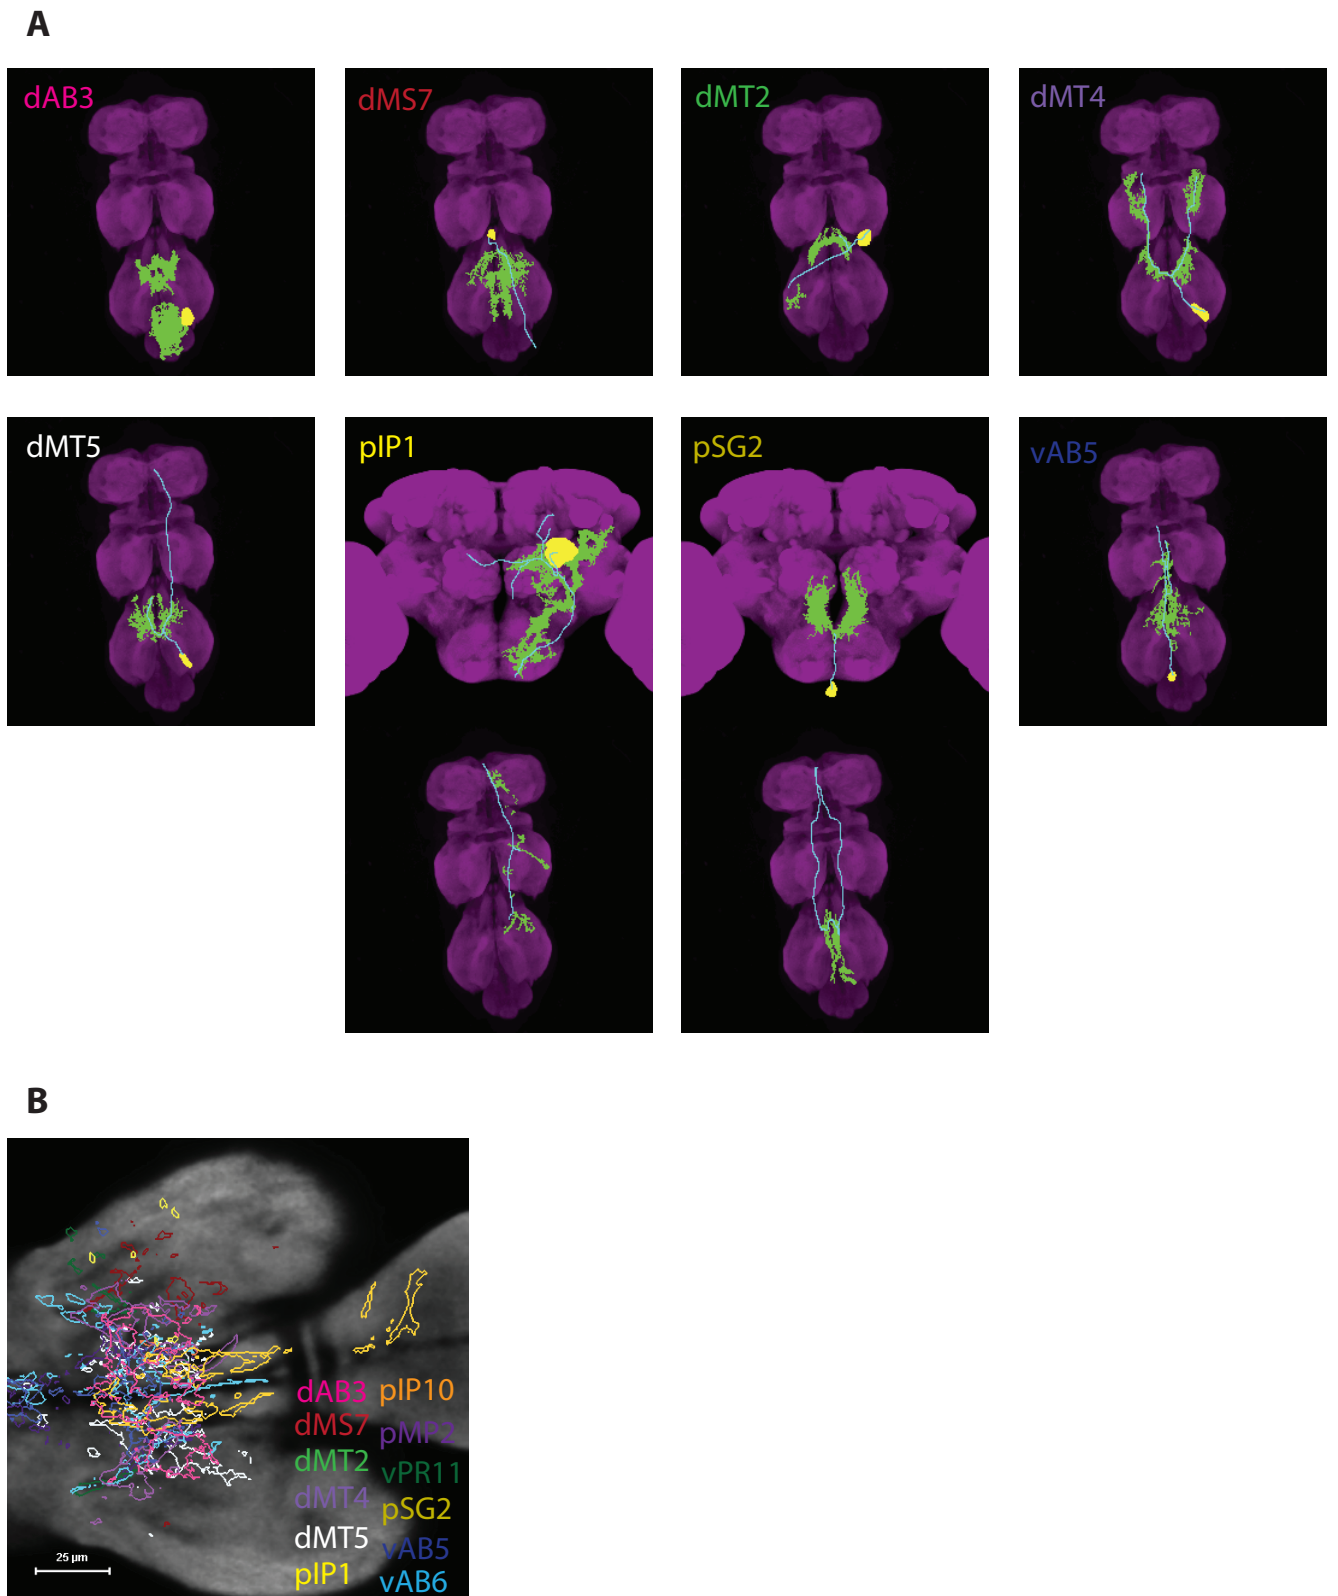 A
dAB3
dMS7
dMT2
dMT4
dMT5
pIP1
pSG2
vAB5
B
dAB3 pIP10
dMS7 pMP2
dMT2 vPR11
dMT4 pSG2
dMT5 vAB5
pIP1 vAB6
25 µm